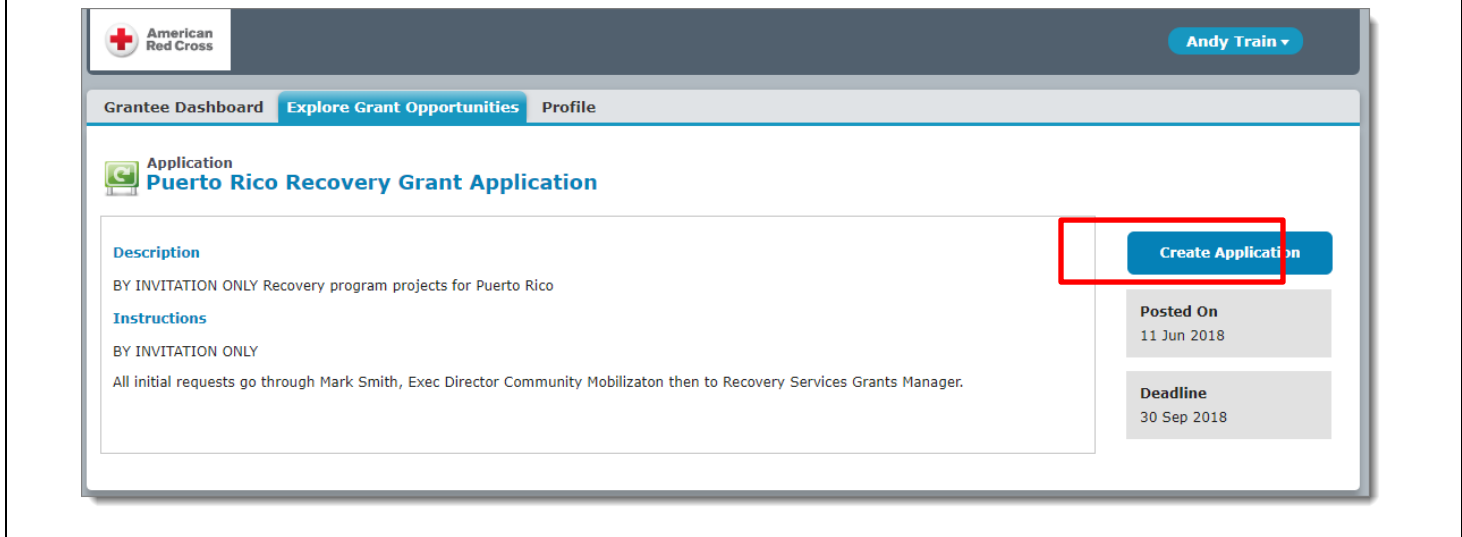 American
Red Cross
Andy Train
Grantee Dashboard Explore Grant Opportunities Profile
Application
Puerto Rico Recovery Grant Application
Description
BY INVITATION ONLY Recovery program projects for Puerto Rico
Instructions
BY INVITATION ONLY
All initial requests go through Mark Smith, Exec Director Community Mobilizaton then to Recovery Services Grants Manager.
Create Application
Posted On
11 Jun 2018
Deadline
30 Sep 2018